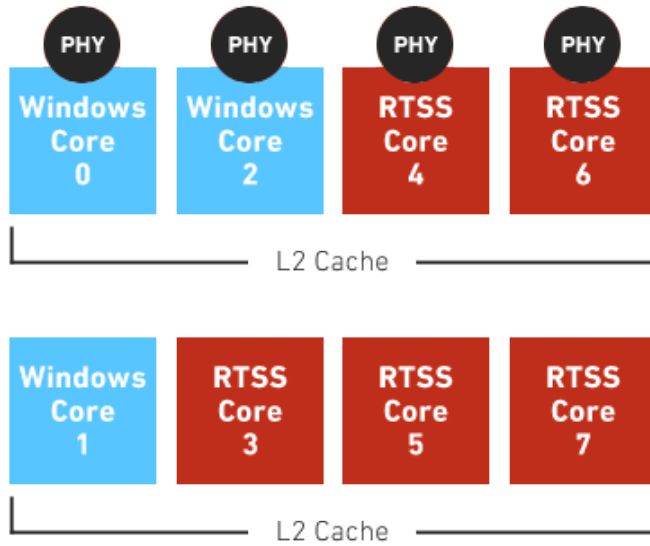 PHY PHY PHY PHY
Windows Windows RTSS RTSS
Core Core Core Core
0 2 4 6
L2 Cache
Windows RTSS RTSS RTSS
Core Core Core Core
1 3 5 7
L2 Cache